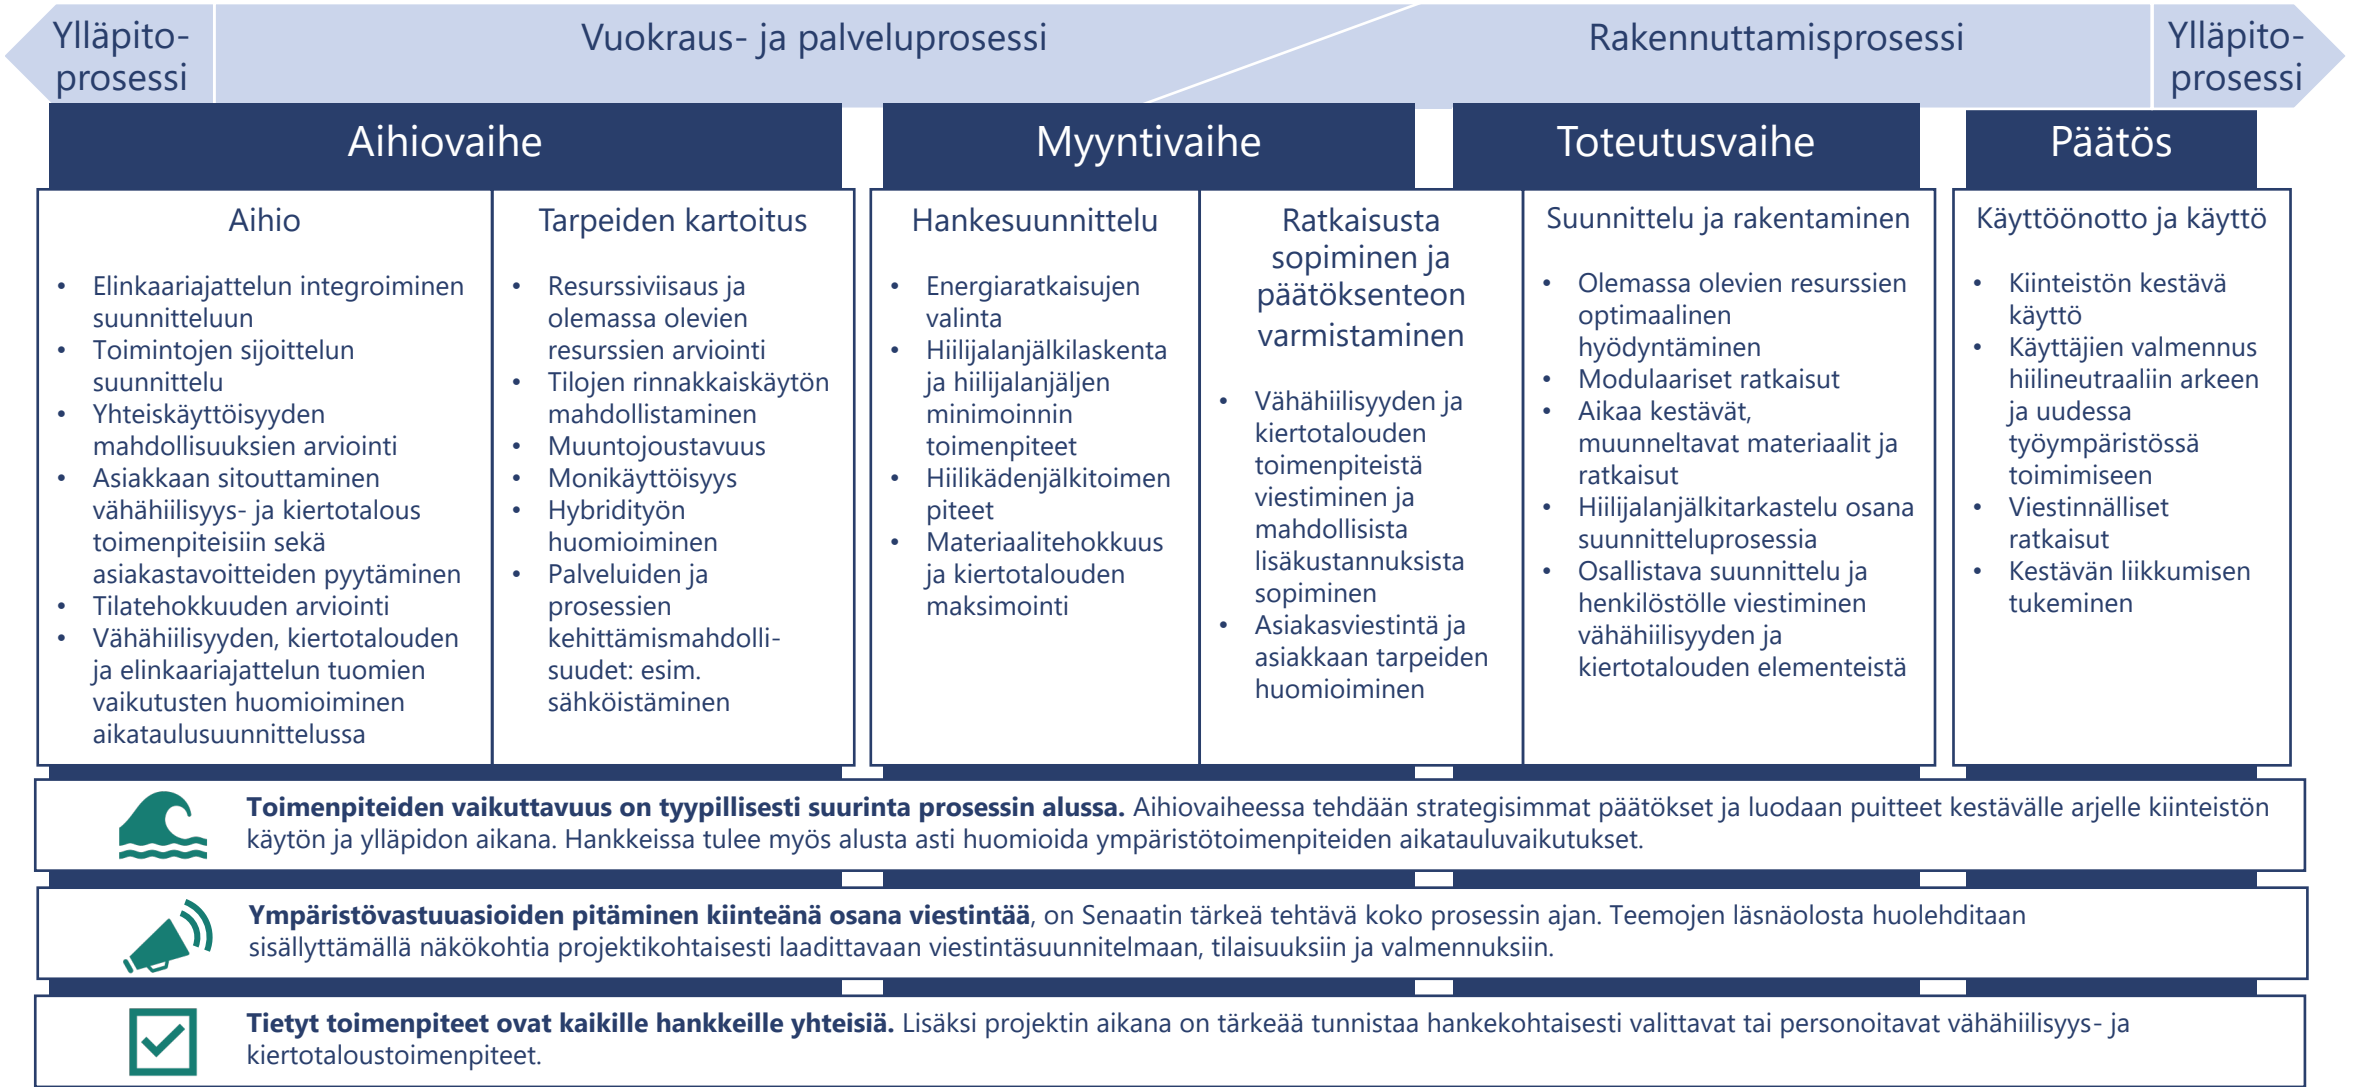 Ylläpito-
prosessi
Vuokraus- ja palveluprosessi
Rakennuttamisprosessi
Ylläpito-
prosessi
Aihiovaihe
Myyntivaihe
Toteutusvaihe
Päätös
Aihio
• Elinkaariajattelun integroiminen
suunnitteluun
• Toimintojen sijoittelun
suunnittelu
• Yhteiskäyttöisyyden
mahdollisuuksien arviointi
• Asiakkaan sitouttaminen
vähähiilisyys- ja kiertotalous
toimenpiteisiin sekä
asiakastavoitteiden pyytäminen
• Tilatehokkuuden arviointi
• Vähähiilisyyden, kiertotalouden
ja elinkaariajattelun tuomien
vaikutusten huomioiminen
aikataulusuunnittelussa
Tarpeiden kartoitus
• Resurssiviisaus ja
olemassa olevien
resurssien arviointi
• Tilojen rinnakkaiskäytön
mahdollistaminen
• Muuntojoustavuus
• Monikäyttöisyys
• Hybridityön
huomioiminen
• Palveluiden ja
prosessien
kehittämismahdolli-
suudet: esim.
sähköistäminen
Hankesuunnittelu
• Energiaratkaisujen
valinta
• Hiilijalanjälkilaskenta
ja hiilijalanjäljen
minimoinnin
toimenpiteet
• Hiilikädenjälkitoimen
piteet
• Materiaalitehokkuus
ja kiertotalouden
maksimointi
Ratkaisusta
sopiminen ja
päätöksenteon
varmistaminen
• Vähähiilisyyden ja
kiertotalouden
toimenpiteistä
viestiminen ja
mahdollisista
lisäkustannuksista
sopiminen
• Asiakasviestintä ja
asiakkaan tarpeiden
huomioiminen
Suunnittelu ja rakentaminen
• Olemassa olevien resurssien
optimaalinen
hyödyntäminen
• Modulaariset ratkaisut
• Aikaa kestävät,
muunneltavat materiaalit ja
ratkaisut
• Hiilijalanjälkitarkastelu osana
suunnitteluprosessia
• Osallistava suunnittelu ja
henkilöstölle viestiminen
vähähiilisyyden ja
kiertotalouden elementeistä
Käyttöönotto ja käyttö
• Kiinteistön kestävä
käyttö
• Käyttäjien valmennus
hiilineutraaliin arkeen
ja uudessa
työympäristössä
toimimiseen
• Viestinnälliset
ratkaisut
• Kestävän liikkumisen
tukeminen
Toimenpiteiden vaikuttavuus on tyypillisesti suurinta prosessin alussa. Aihiovaiheessa tehdään strategisimmat päätökset ja luodaan puitteet kestävälle arjelle kiinteistön
käytön ja ylläpidon aikana. Hankkeissa tulee myös alusta asti huomioida ympäristötoimenpiteiden aikatauluvaikutukset.
Ympäristövastuuasioiden pitäminen kiinteänä osana viestintää, on Senaatin tärkeä tehtävä koko prosessin ajan. Teemojen läsnäolosta huolehditaan
sisällyttämällä näkökohtia projektikohtaisesti laadittavaan viestintäsuunnitelmaan, tilaisuuksiin ja valmennuksiin.
Tietyt toimenpiteet ovat kaikille hankkeille yhteisiä. Lisäksi projektin aikana on tärkeää tunnistaa hankekohtaisesti valittavat tai personoitavat vähähiilisyys- ja
kiertotaloustoimenpiteet.